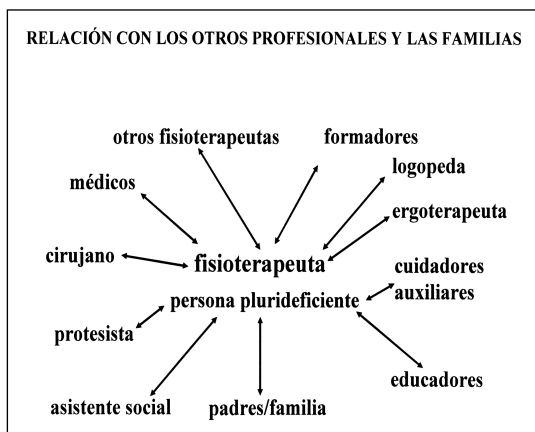 RELACIÓN CON LOS OTROS PROFESIONALES Y LAS FAMILIAS
otros fisioterapeutas
formadores
logopeda
médicos
ergoterapeuta
cirujano
fisioterapeuta
cuidadores
auxiliares
persona plurideficiente
protesista
educadores
asistente social
padres/familia